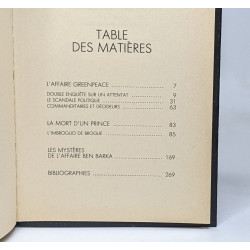 TABLE
DES MATIÈRES
L'AFFAIRE GREENPEACE 7
DOUBLE ENQUÊTE SUR UN ATTENTAT 9
LE SCANDALE POLITIQUE 31
COMMANDITAIRES ET DÉCIDEURS 63
LA MORT D'UN PRINCE 83
L'IMBROGLIO DE BROGLIE 85
LES MYSTÈRES
DE L'AFFAIRE BEN BARKA 169
BIBLIOGRAPHIES 269